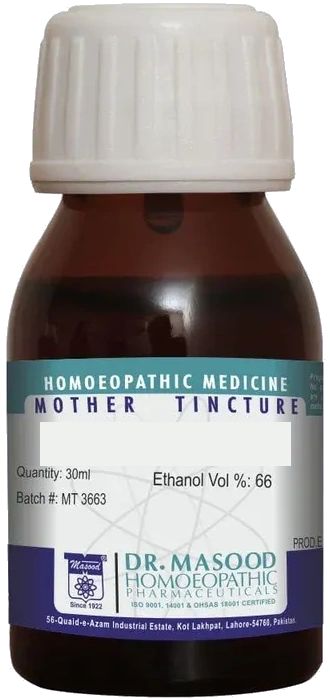 HOMOEOPATHIC MEDICINE
MOTHER TINCTURE
Quantity: 30ml
Ethanol Vol %: 66
Batch #: MT 3663
PROD.E
Masood
Since 1922
DR. MASOOD
HOMOEOPATHIC
PHARMACEUTICALS
ISO 9001, 14001 & OHSAS 18001 CERTIFIED
56-Quaid-e-Azam Industrial Estate, Kot Lakhpat, Lahore-54760, Pakistan.